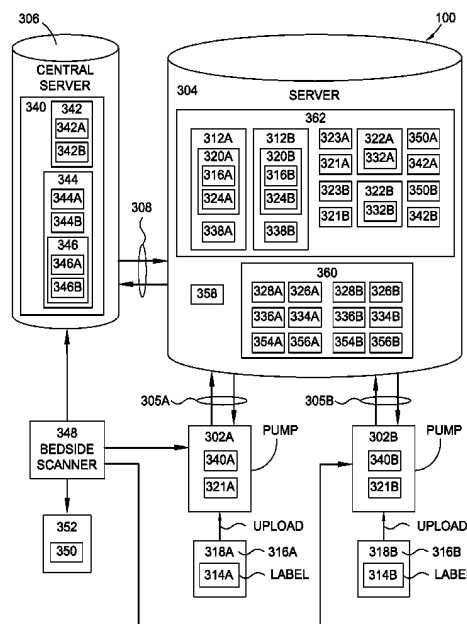 306
100
CENTRAL
SERVER
304
SERVER
340
342
342A
342B
344
344A
344B
346
346A
346B
308
362
312A
320A
316A
324A
338A
312B
320B
316B
324B
338B
323A
321A
323B
321B
322A
332A
322B
332B
350A
342A
350B
342B
358
360
328A
326A
328B
326B
336A
334A
336B
334B
354A
356A
354B
356B
305A
305B
348
BEDSIDE
SCANNER
352
350
302A
340A
321A
PUMP
302B
340B
321B
PUMP
UPLOAD
UPLOAD
318A
316A
314A
LABEL
318B
316B
314B
LABEL